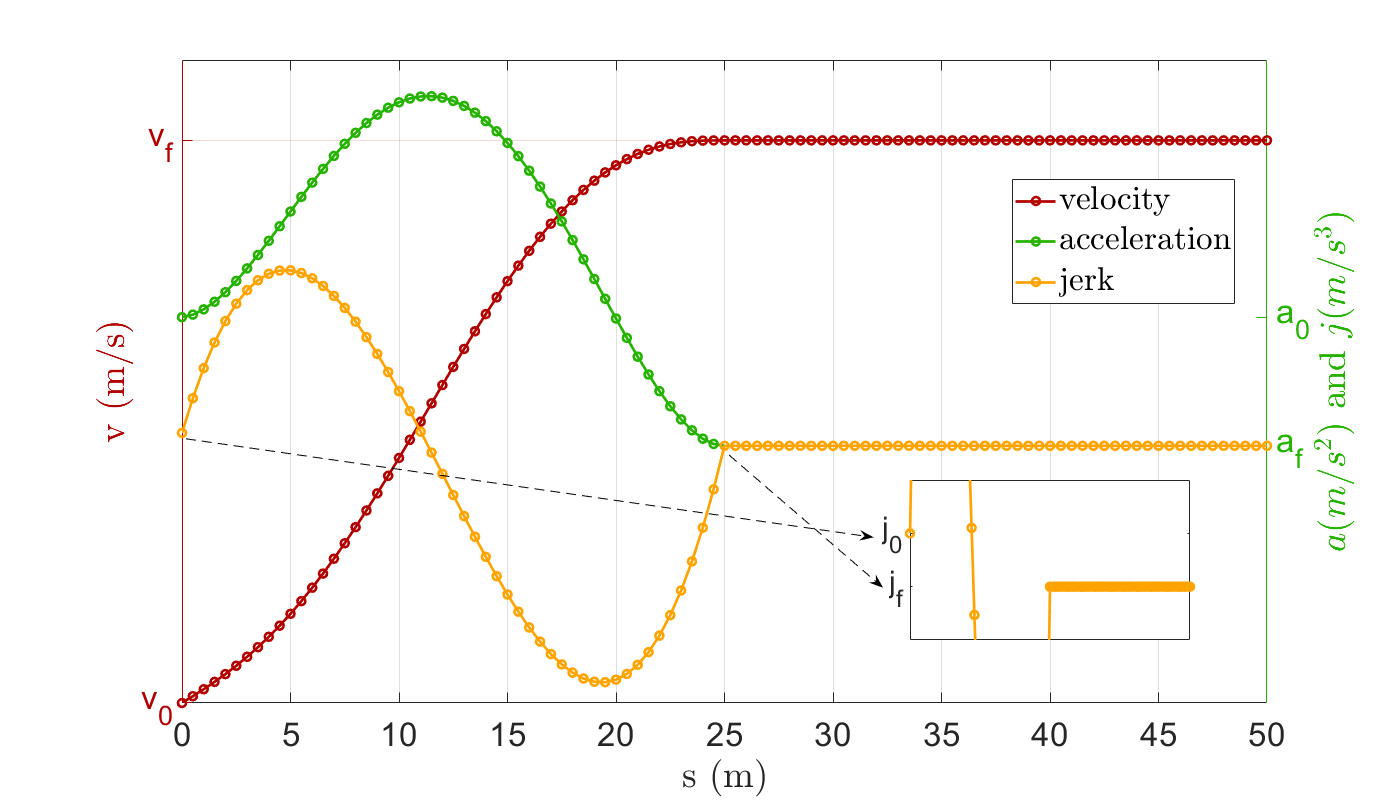 v_f
velocity
acceleration
jerk
a_0
v (m/s)
a(m/s^2) and j(m/s^3)
a_f
j_0
j_f
v_0
0 5 10 15 20 25 30 35 40 45 50
s (m)